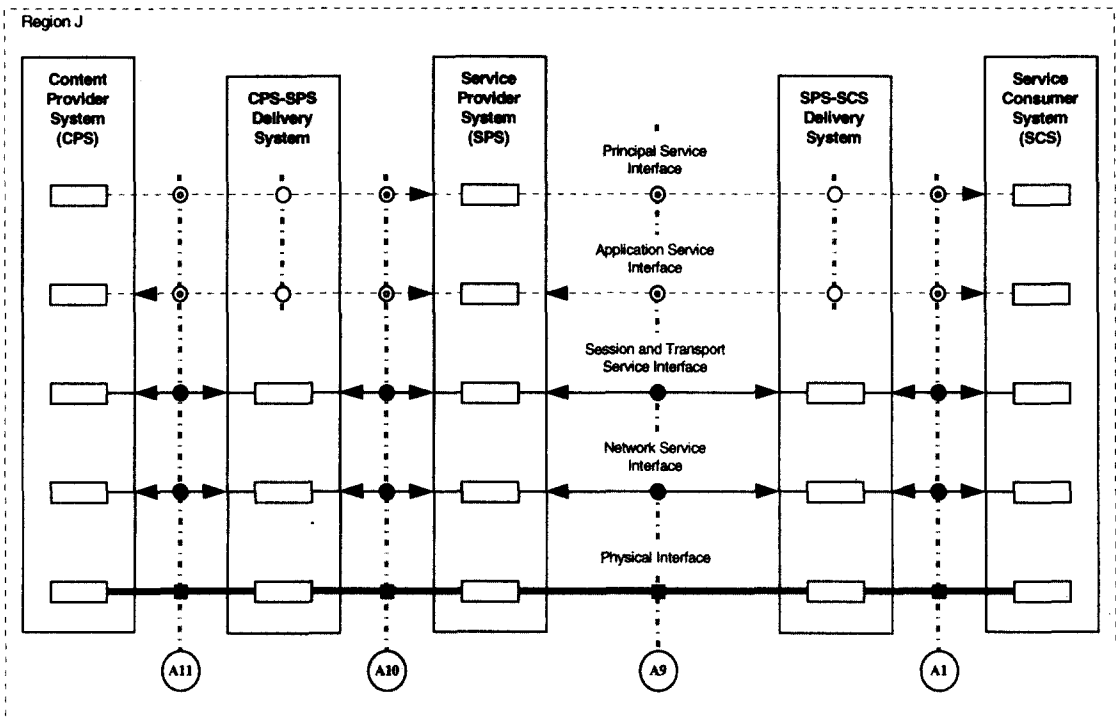 Region J
Content
Provider
System
(CPS)
CPS-SPS
Delivery
System
Service
Provider
System
(SPS)
SPS-SCS
Delivery
System
Service
Consumer
System
(SCS)
Principal Service
Interface
Application Service
Interface
Session and Transport
Service Interface
Network Service
Interface
Physical Interface
A11
A10
A9
A1